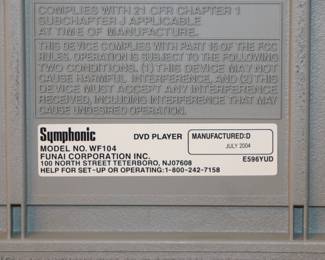 COMPLIES WITH 21 CFR CHAPTER 1
SUBCHAPTER J APPLICABLE
AT TIME OF MANUFACTURE.
THIS DEVICE COMPLIES WITH PART 15 OF THE FCC
RULES. OPERATION IS SUBJECT TO THE FOLLOWING
TWO CONDITIONS. (1) THIS DEVICE MAY NOT
CAUSE HARMFUL INTERFERENCE, AND (2) THIS
DEVICE MUST ACCEPT ANY INTERFERENCE
RECEIVED, INCLUDING INTERFERENCE THAT MAY
CAUSE UNDESIRED OPERATION.
Symphonic DVD PLAYER MANUFACTURED:D
JULY 2004
MODEL NO. WF104
FUNAI CORPORATION INC. E596YUD
100 NORTH STREET TETERBORO, NJ07608
HELP FOR SET-UP OR OPERATING:1-800-242-7158